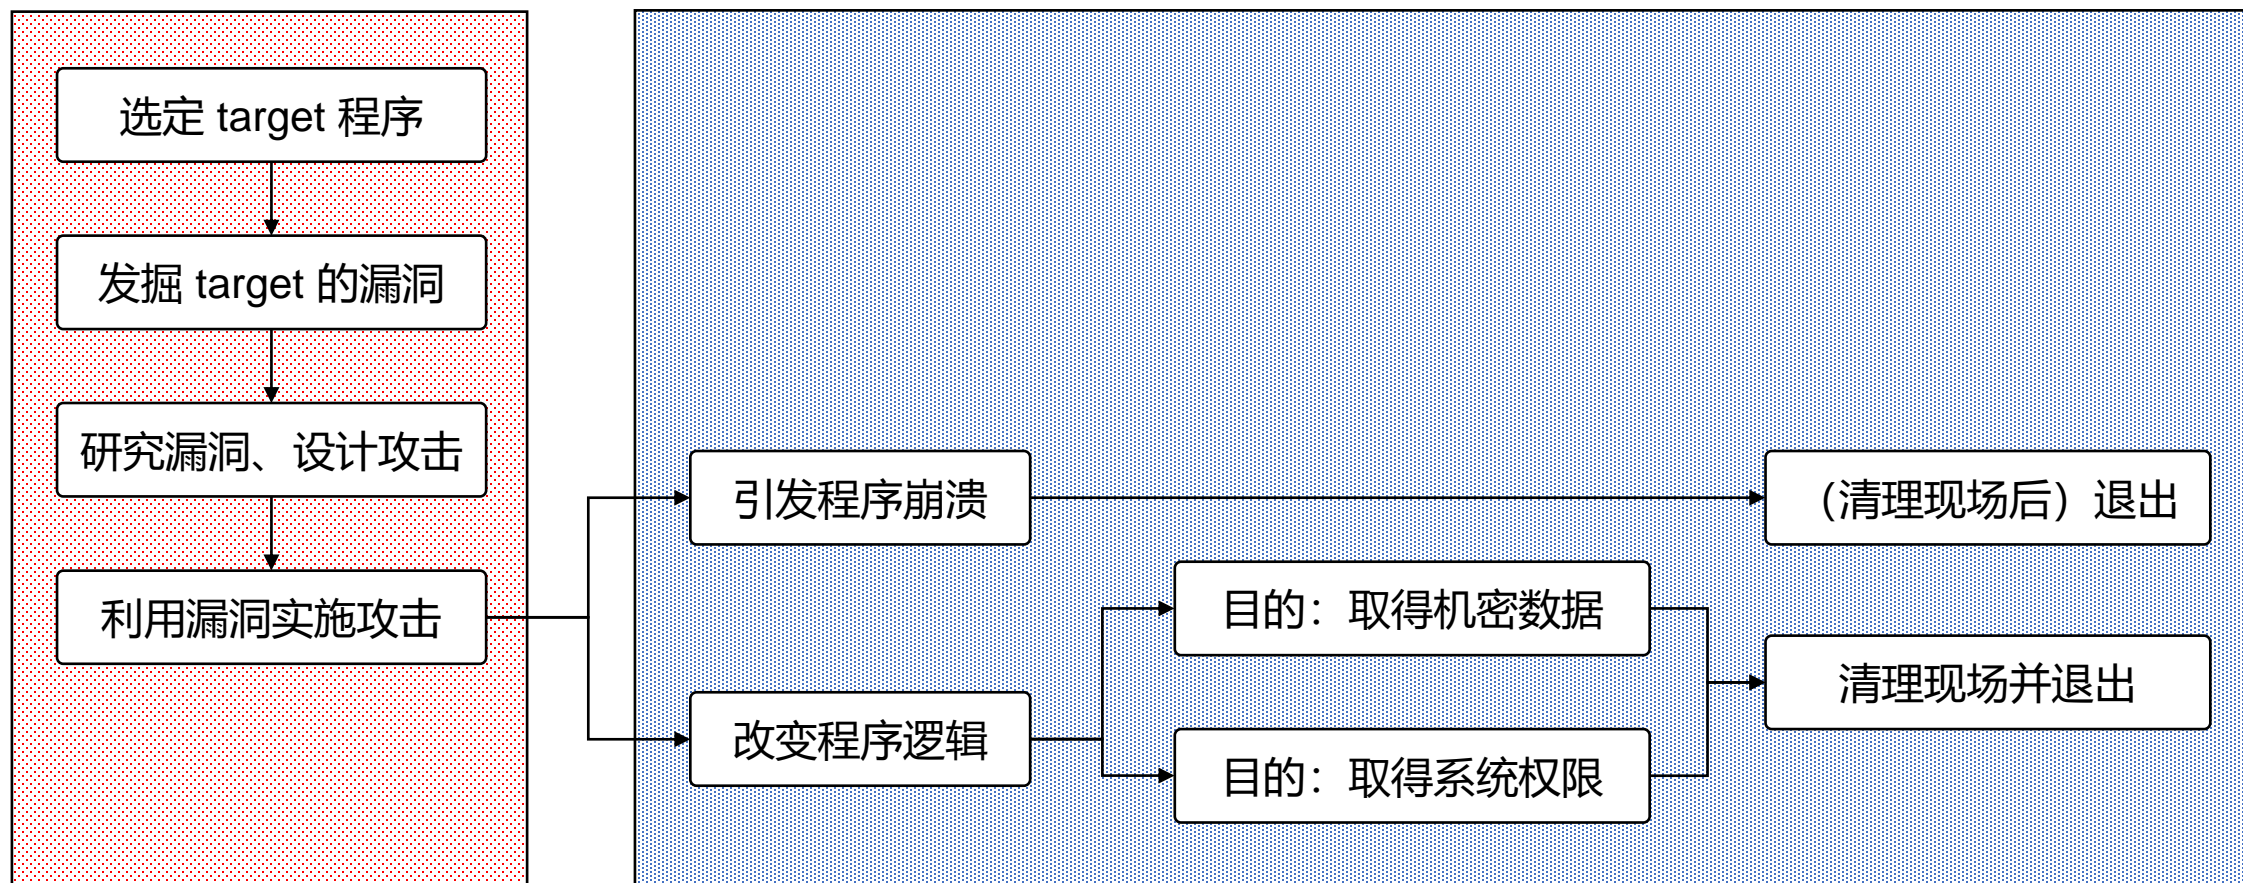 选定 target 程序
发掘 target 的漏洞
研究漏洞、设计攻击
利用漏洞实施攻击
引发程序崩溃
（清理现场后）退出
改变程序逻辑
目的：取得机密数据
目的：取得系统权限
清理现场并退出